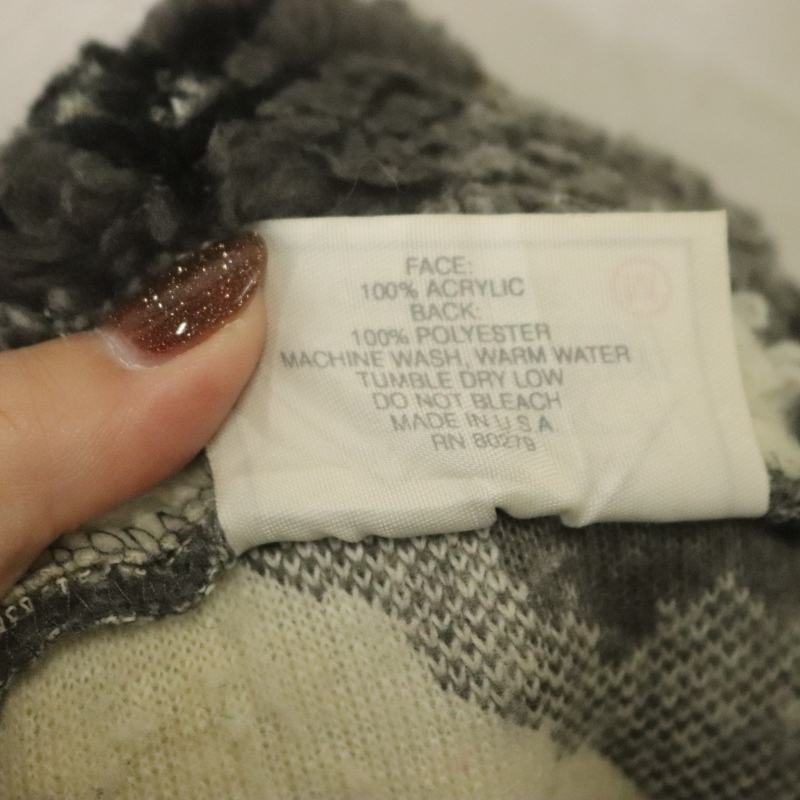 FACE:
100% ACRYLIC
BACK:
100% POLYESTER
MACHINE WASH, WARM WATER
TUMBLE DRY LOW
DO NOT BLEACH
MADE IN U S A
RN 80279